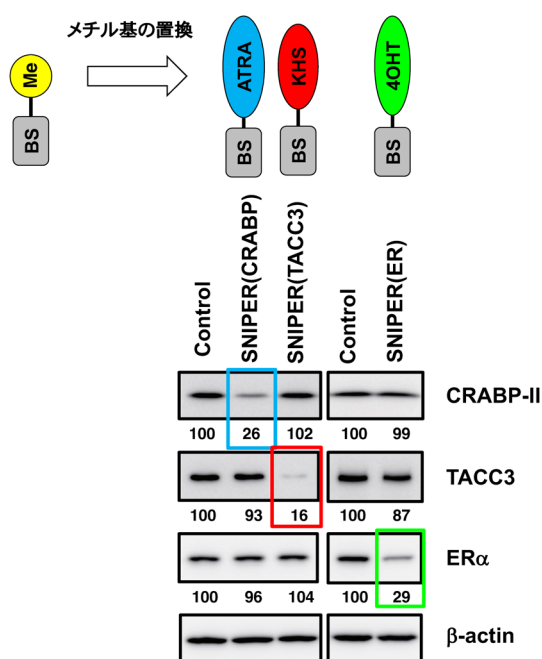 メチル基の置換
Me
BS
ATRA
BS
KHS
BS
4OHT
BS
Control
SNIPER(CRABP)
SNIPER(TACC3)
Control
SNIPER(ER)
CRABP-II
100 26 102 100 99
TACC3
100 93 16 100 87
ERα
100 96 104 100 29
β-actin